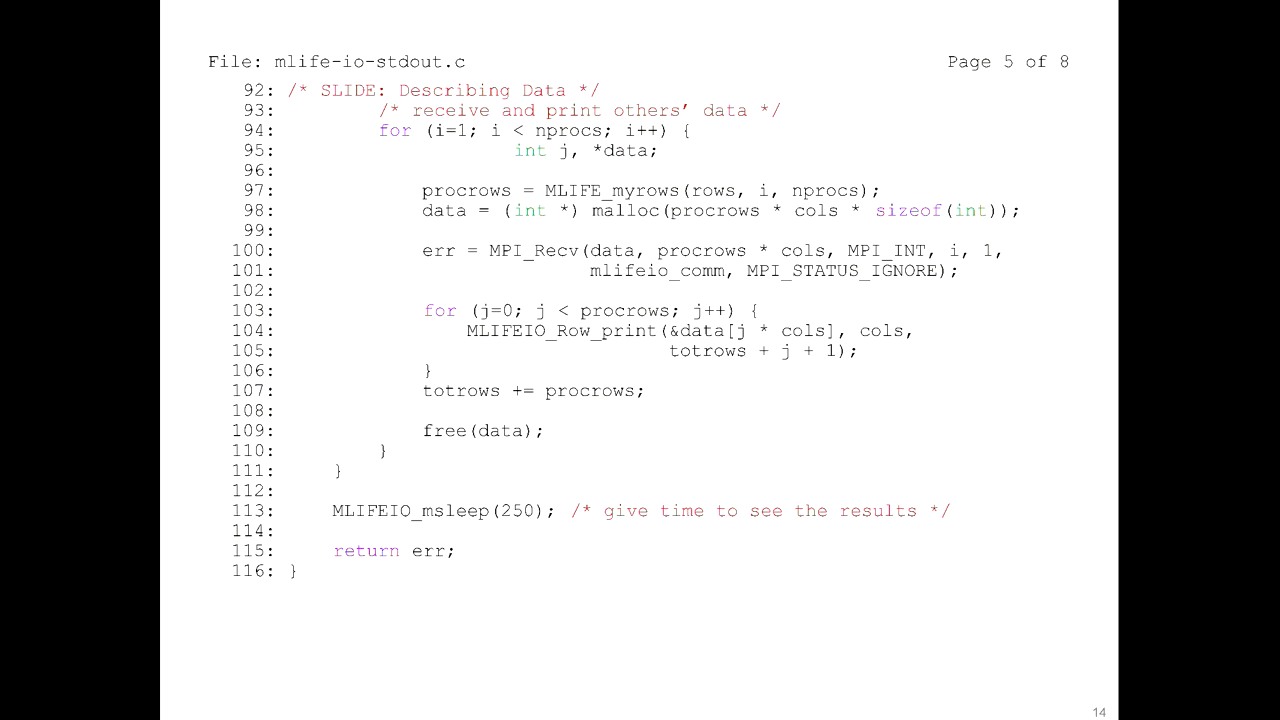 File: mlife-io-stdout.c Page 5 of 8
92: /* SLIDE: Describing Data */
93: /* receive and print others’ data */
94: for (i=1; i < nprocs; i++) {
95: int j, *data;
96:
97: procrows = MLIFE_myrows(rows, i, nprocs);
98: data = (int *) malloc(procrows * cols * sizeof(int));
99:
100: err = MPI_Recv(data, procrows * cols, MPI_INT, i, 1,
101: mlifeio_comm, MPI_STATUS_IGNORE);
102:
103: for (j=0; j < procrows; j++) {
104: MLIFEIO_Row_print(&data[j * cols], cols,
105: totrows + j + 1);
106: }
107: totrows += procrows;
108:
109: free(data);
110: }
111: }
112:
113: MLIFEIO_msleep(250); /* give time to see the results */
114:
115: return err;
116: }
14